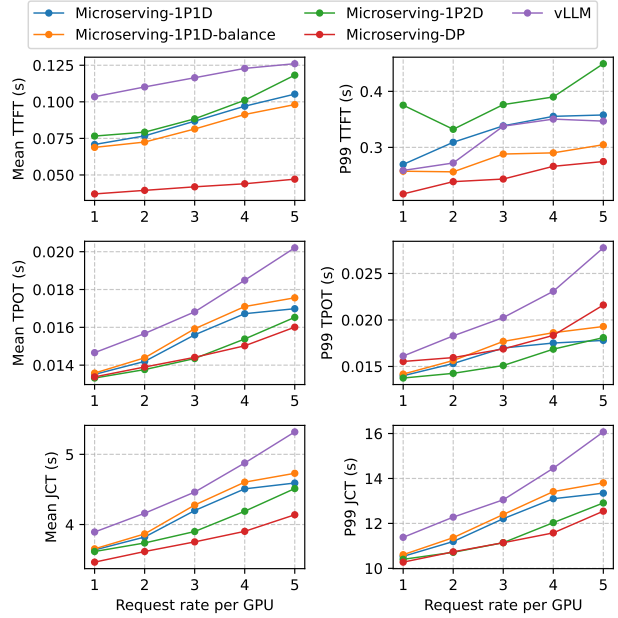 Microserving-1P1D
Microserving-1P2D
vLLM
Microserving-1P1D-balance
Microserving-DP
Mean TTFT (s)
0.125
0.100
0.075
0.050
1 2 3 4 5
P99 TTFT (s)
0.4
0.3
1 2 3 4 5
Mean TPOT (s)
0.020
0.018
0.016
0.014
1 2 3 4 5
P99 TPOT (s)
0.025
0.020
0.015
1 2 3 4 5
Mean JCT (s)
5
4
1 2 3 4 5
Request rate per GPU
P99 JCT (s)
16
14
12
10
1 2 3 4 5
Request rate per GPU